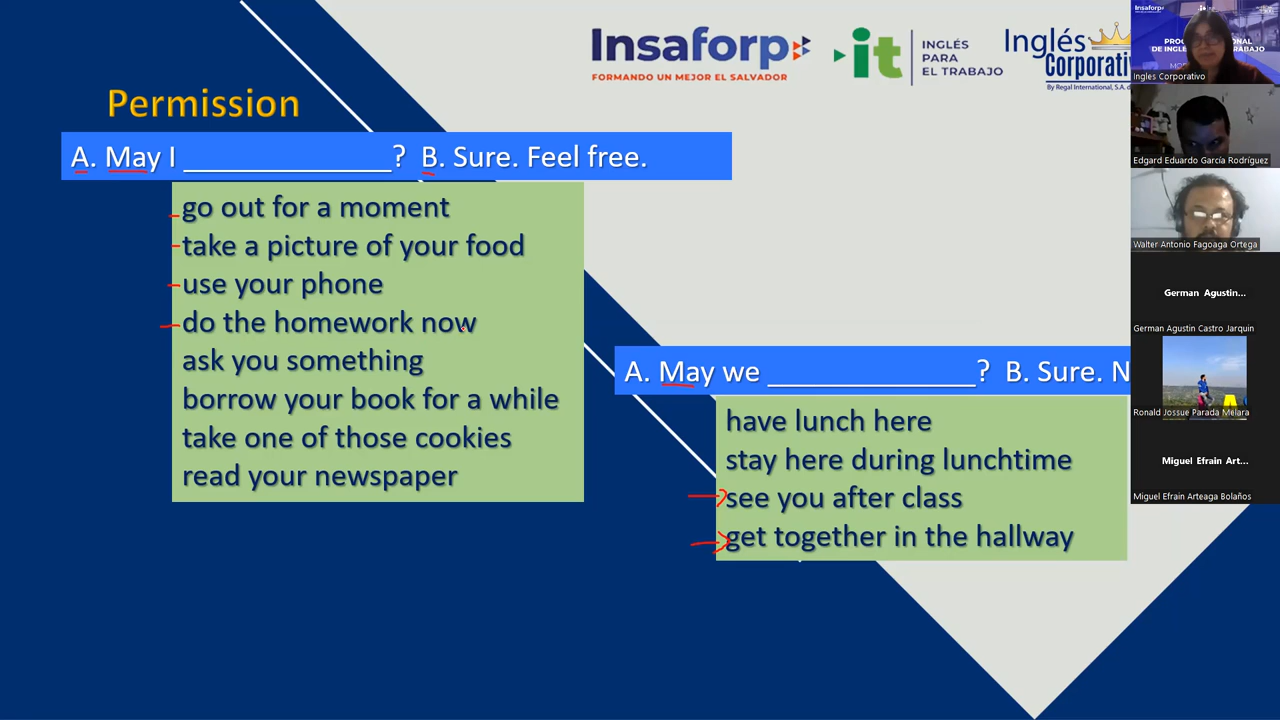 Insaforp
FORMANDO UN MEJOR EL SALVADOR
it
INGLÉS
PARA
EL TRABAJO
Inglés
Corporativ
By Regal International, S.A. d
Permission
A. May I ______________? B. Sure. Feel free.
go out for a moment
take a picture of your food
use your phone
do the homework now
ask you something
borrow your book for a while
take one of those cookies
read your newspaper
A. May we ______________? B. Sure. N
have lunch here
stay here during lunchtime
see you after class
get together in the hallway
Insaforp
Ingles Corporativo
Edgard Eduardo García Rodríguez
Walter Antonio Fagoaga Ortega
German Agustin...
German Agustin Castro Jarquin
Ronald Jossue Parada Melara
Miguel Efrain Art...
Miguel Efrain Arteaga Bolaños